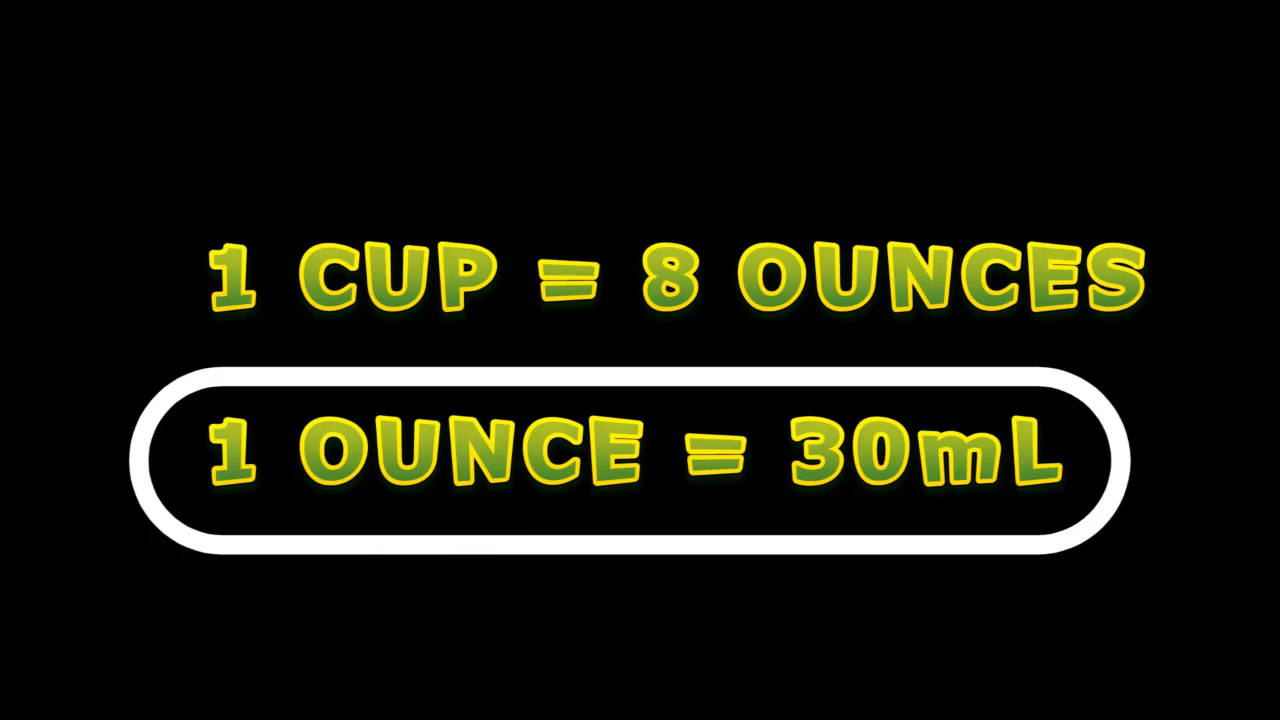 1 CUP = 8 OUNCES
1 OUNCE = 30mL